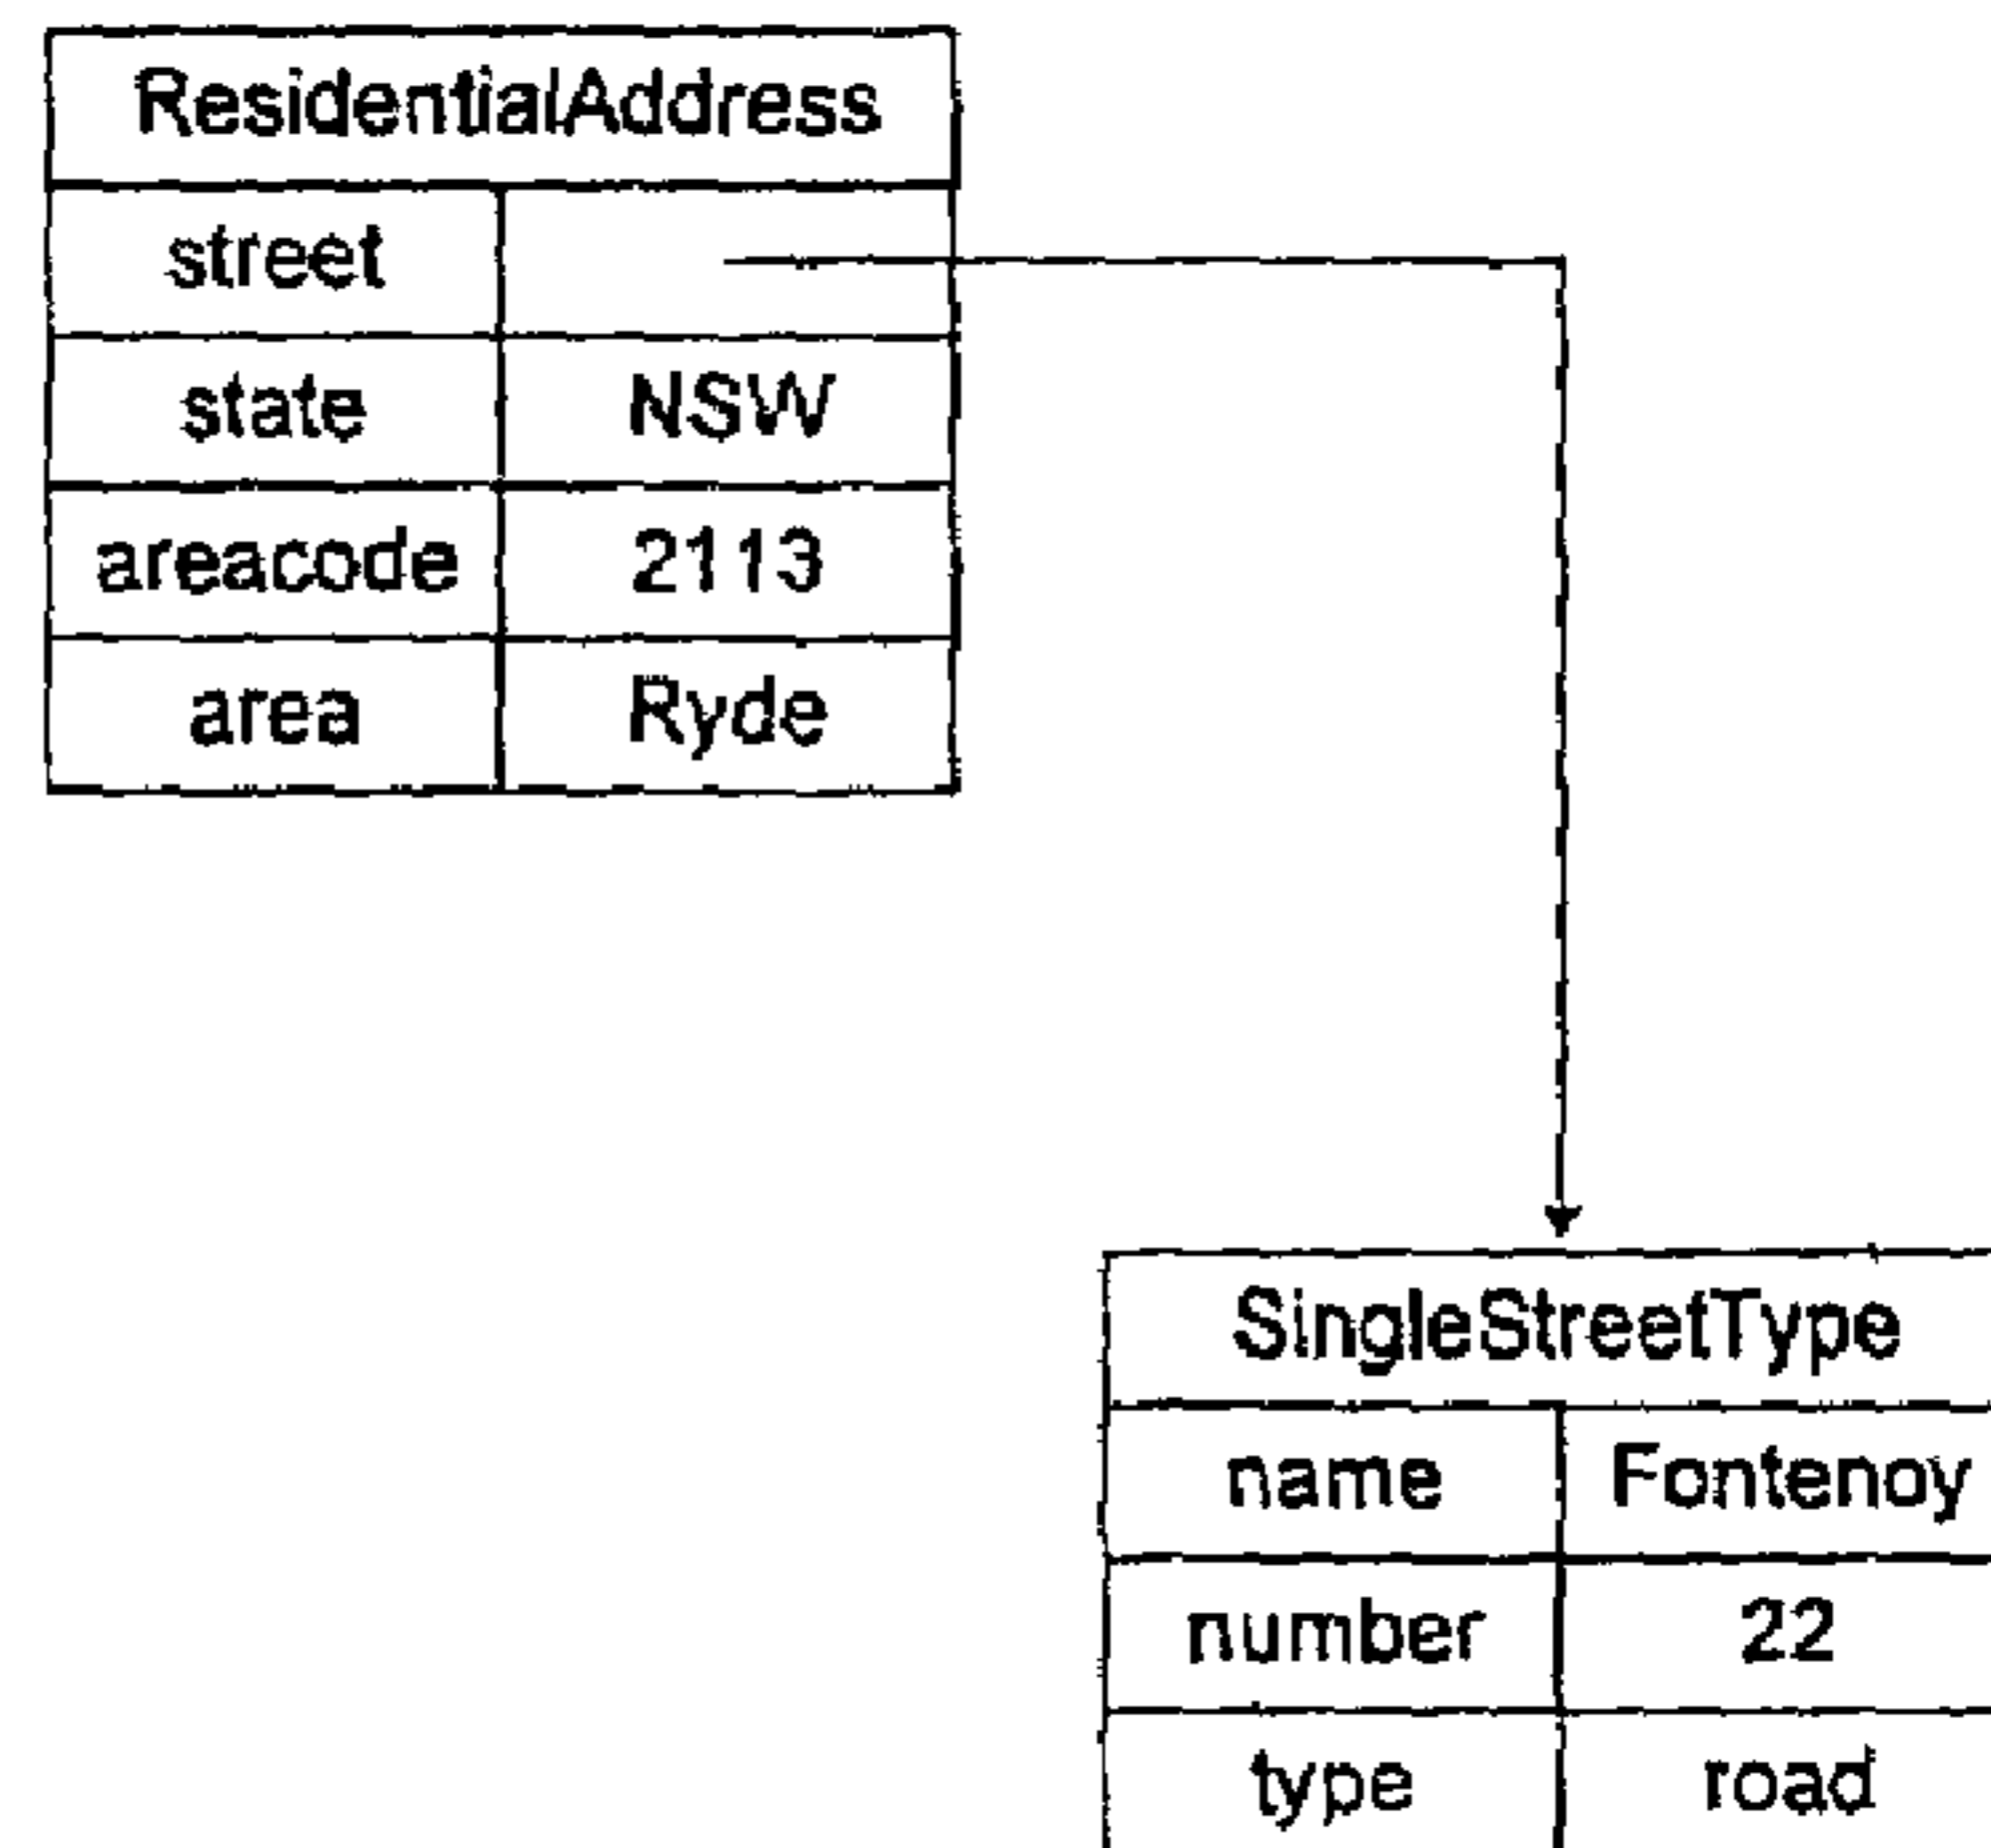 ResidentialAddress
street
state NSW
areacode 2113
area Ryde
SingleStreetType
name Fontenoy
number 22
type road